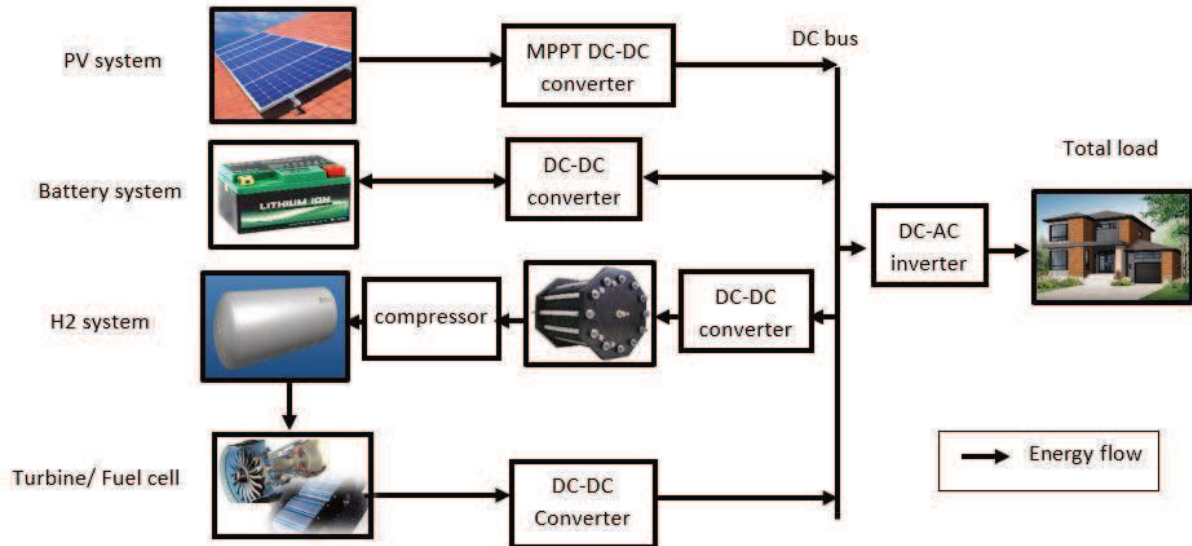 PV system
MPPT DC-DC
converter
DC bus
Battery system
LITHIUM ION
DC-DC
converter
Total load
DC-AC
inverter
H2 system
compressor
DC-DC
converter
Turbine/ Fuel cell
DC-DC
Converter
Energy flow